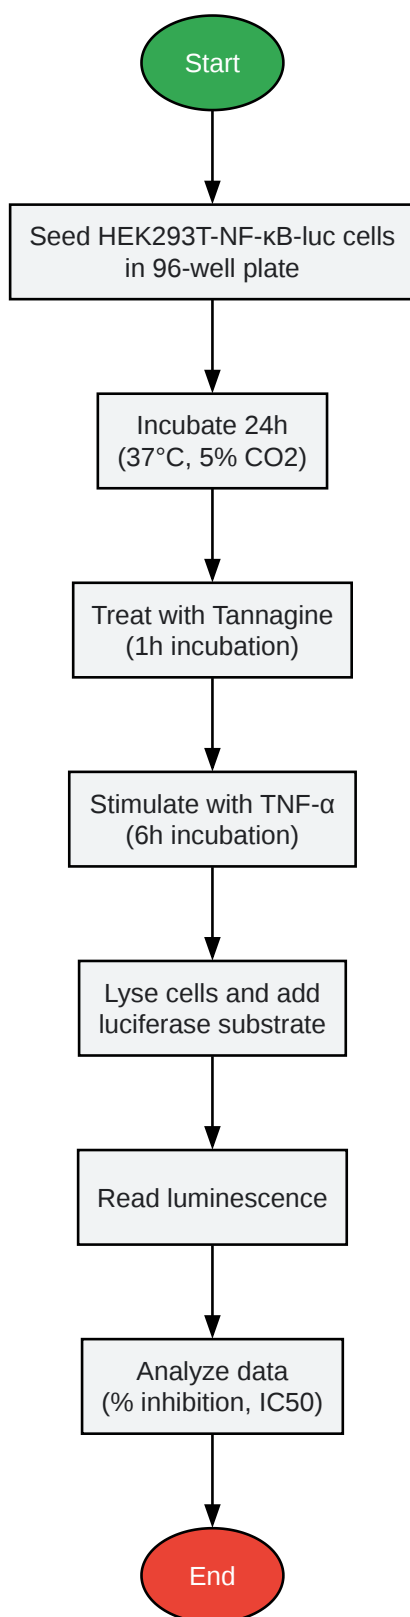 Start
Seed HEK293T-NF-κB-luc cells
in 96-well plate
Incubate 24h
(37°C, 5% CO2)
Treat with Tannagine
(1h incubation)
Stimulate with TNF-α
(6h incubation)
Lyse cells and add
luciferase substrate
Read luminescence
Analyze data
(% inhibition, IC50)
End